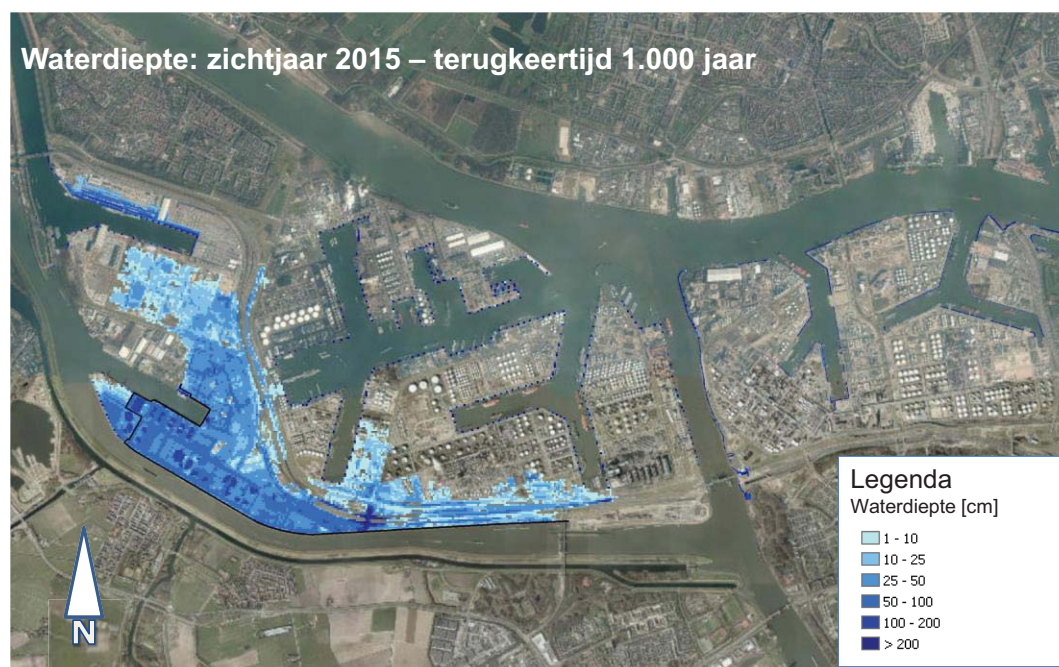 Waterdiepte: zichtjaar 2015 – terugkeertijd 1.000 jaar
Legenda
Waterdiepte [cm]
1 - 10
10 - 25
25 - 50
50 - 100
100 - 200
> 200
N